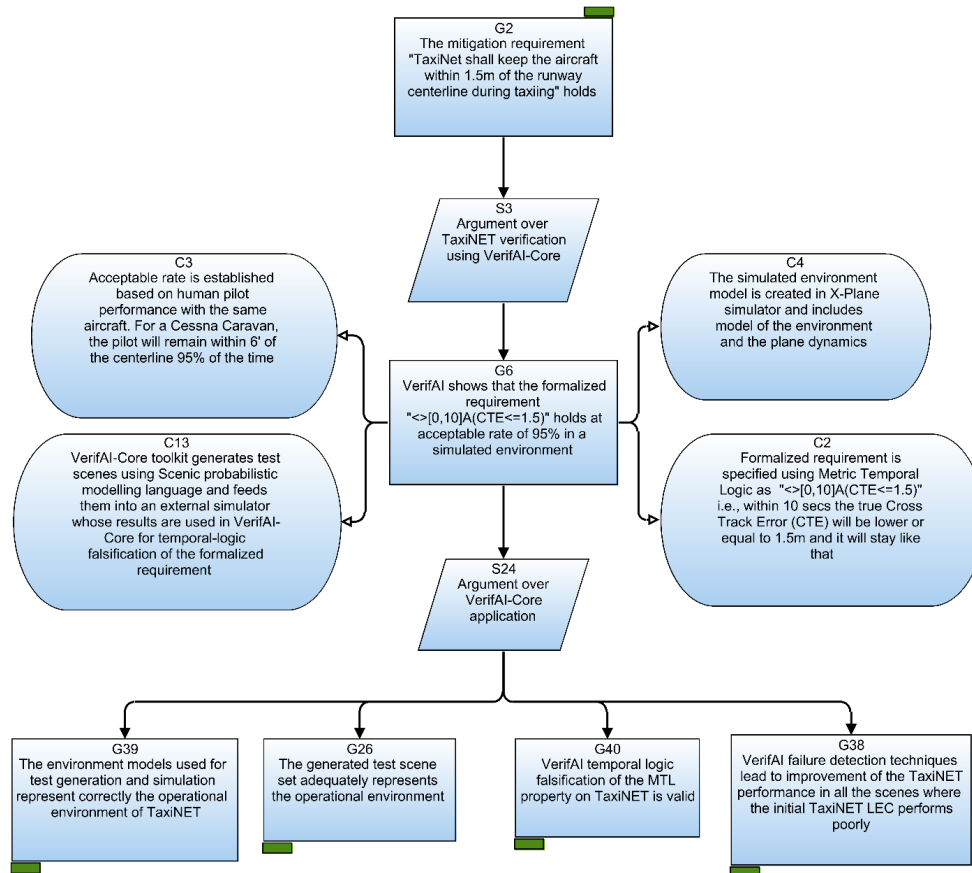 G2
The mitigation requirement
"TaxiNet shall keep the aircraft
within 1.5m of the runway
centerline during taxiing" holds
S3
Argument over
TaxiNET verification
using VerifAI-Core
C3
Acceptable rate is established
based on human pilot
performance with the same
aircraft. For a Cessna Caravan,
the pilot will remain within 6' of
the centerline 95% of the time
C4
The simulated environment
model is created in X-Plane
simulator and includes
model of the environment
and the plane dynamics
G6
VerifAI shows that the formalized
requirement
"<>[0,10]A(CTE<=1.5)" holds at
acceptable rate of 95% in a
simulated environment
C13
VerifAI-Core toolkit generates test
scenes using Scenic probabilistic
modelling language and feeds
them into an external simulator
whose results are used in VerifAI-
Core for temporal-logic
falsification of the formalized
requirement
C2
Formalized requirement is
specified using Metric Temporal
Logic as "<>[0,10]A(CTE<=1.5)"
i.e., within 10 secs the true Cross
Track Error (CTE) will be lower or
equal to 1.5m and it will stay like
that
S24
Argument over
VerifAI-Core
application
G39
The environment models used for
test generation and simulation
represent correctly the operational
environment of TaxiNET
G26
The generated test scene
set adequately represents
the operational environment
G40
VerifAI temporal logic
falsification of the MTL
property on TaxiNET is valid
G38
VerifAI failure detection techniques
lead to improvement of the TaxiNET
performance in all the scenes where
the initial TaxiNET LEC performs
poorly